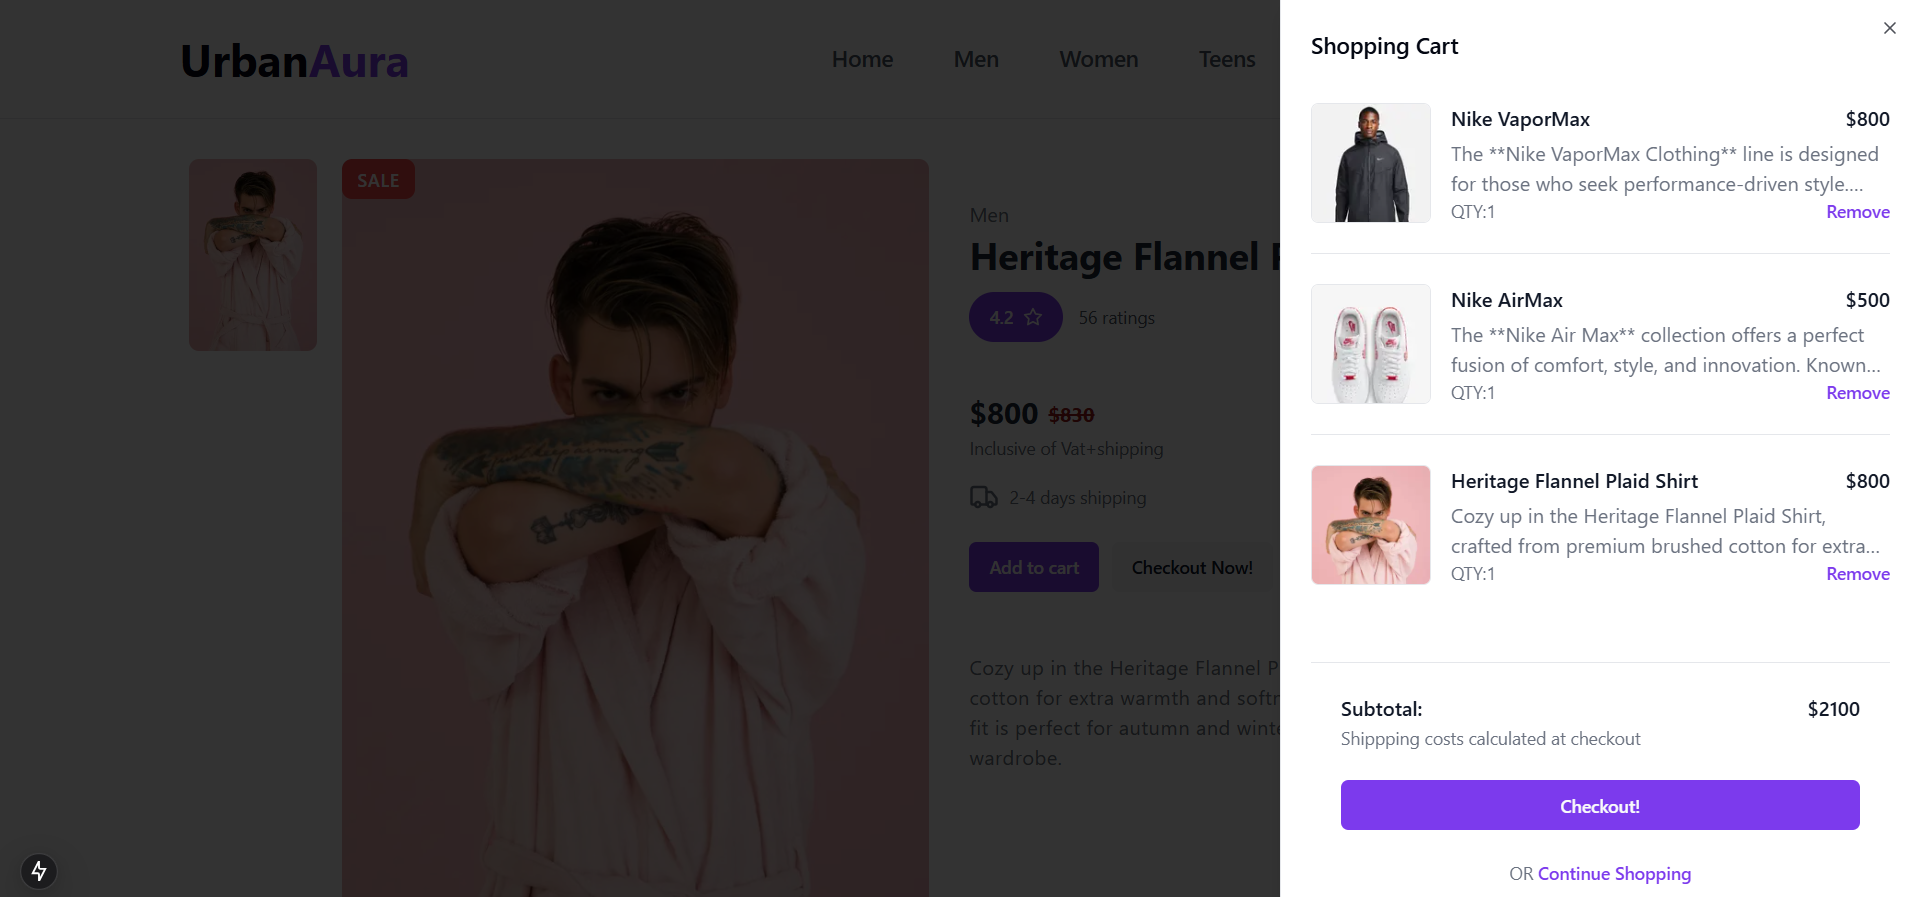 UrbanAura
Home Men Women Teens
SALE
Men
Heritage Flannel
4.2 56 ratings
$800 $830
Inclusive of Vat+shipping
2-4 days shipping
Add to cart Checkout Now!
Cozy up in the Heritage Flannel P
cotton for extra warmth and softn
fit is perfect for autumn and winte
wardrobe.
Shopping Cart
Nike VaporMax $800
The **Nike VaporMax Clothing** line is designed
for those who seek performance-driven style....
QTY:1 Remove
Nike AirMax $500
The **Nike Air Max** collection offers a perfect
fusion of comfort, style, and innovation. Known...
QTY:1 Remove
Heritage Flannel Plaid Shirt $800
Cozy up in the Heritage Flannel Plaid Shirt,
crafted from premium brushed cotton for extra...
QTY:1 Remove
Subtotal: $2100
Shippping costs calculated at checkout
Checkout!
OR Continue Shopping